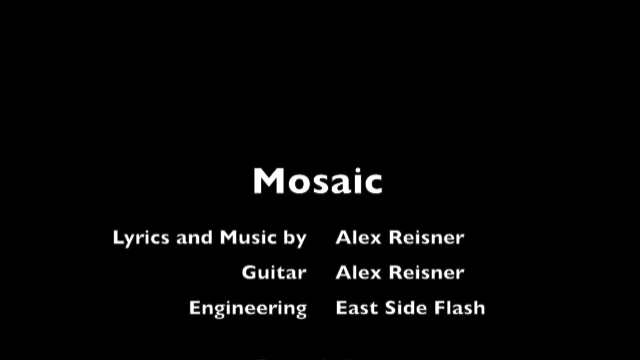 Mosaic
Lyrics and Music by Alex Reisner
Guitar Alex Reisner
Engineering East Side Flash